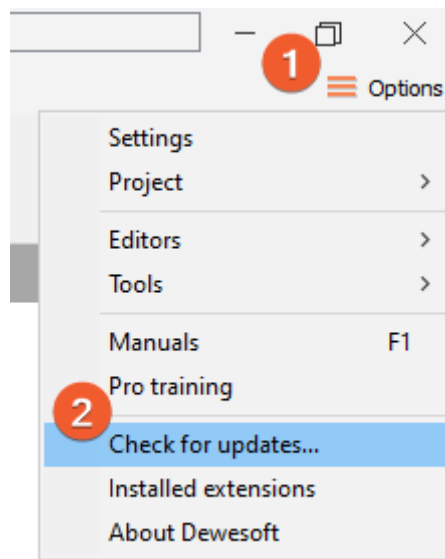 1
Options
Settings
Project
Editors
Tools
Manuals F1
Pro training
2
Check for updates...
Installed extensions
About Dewesoft